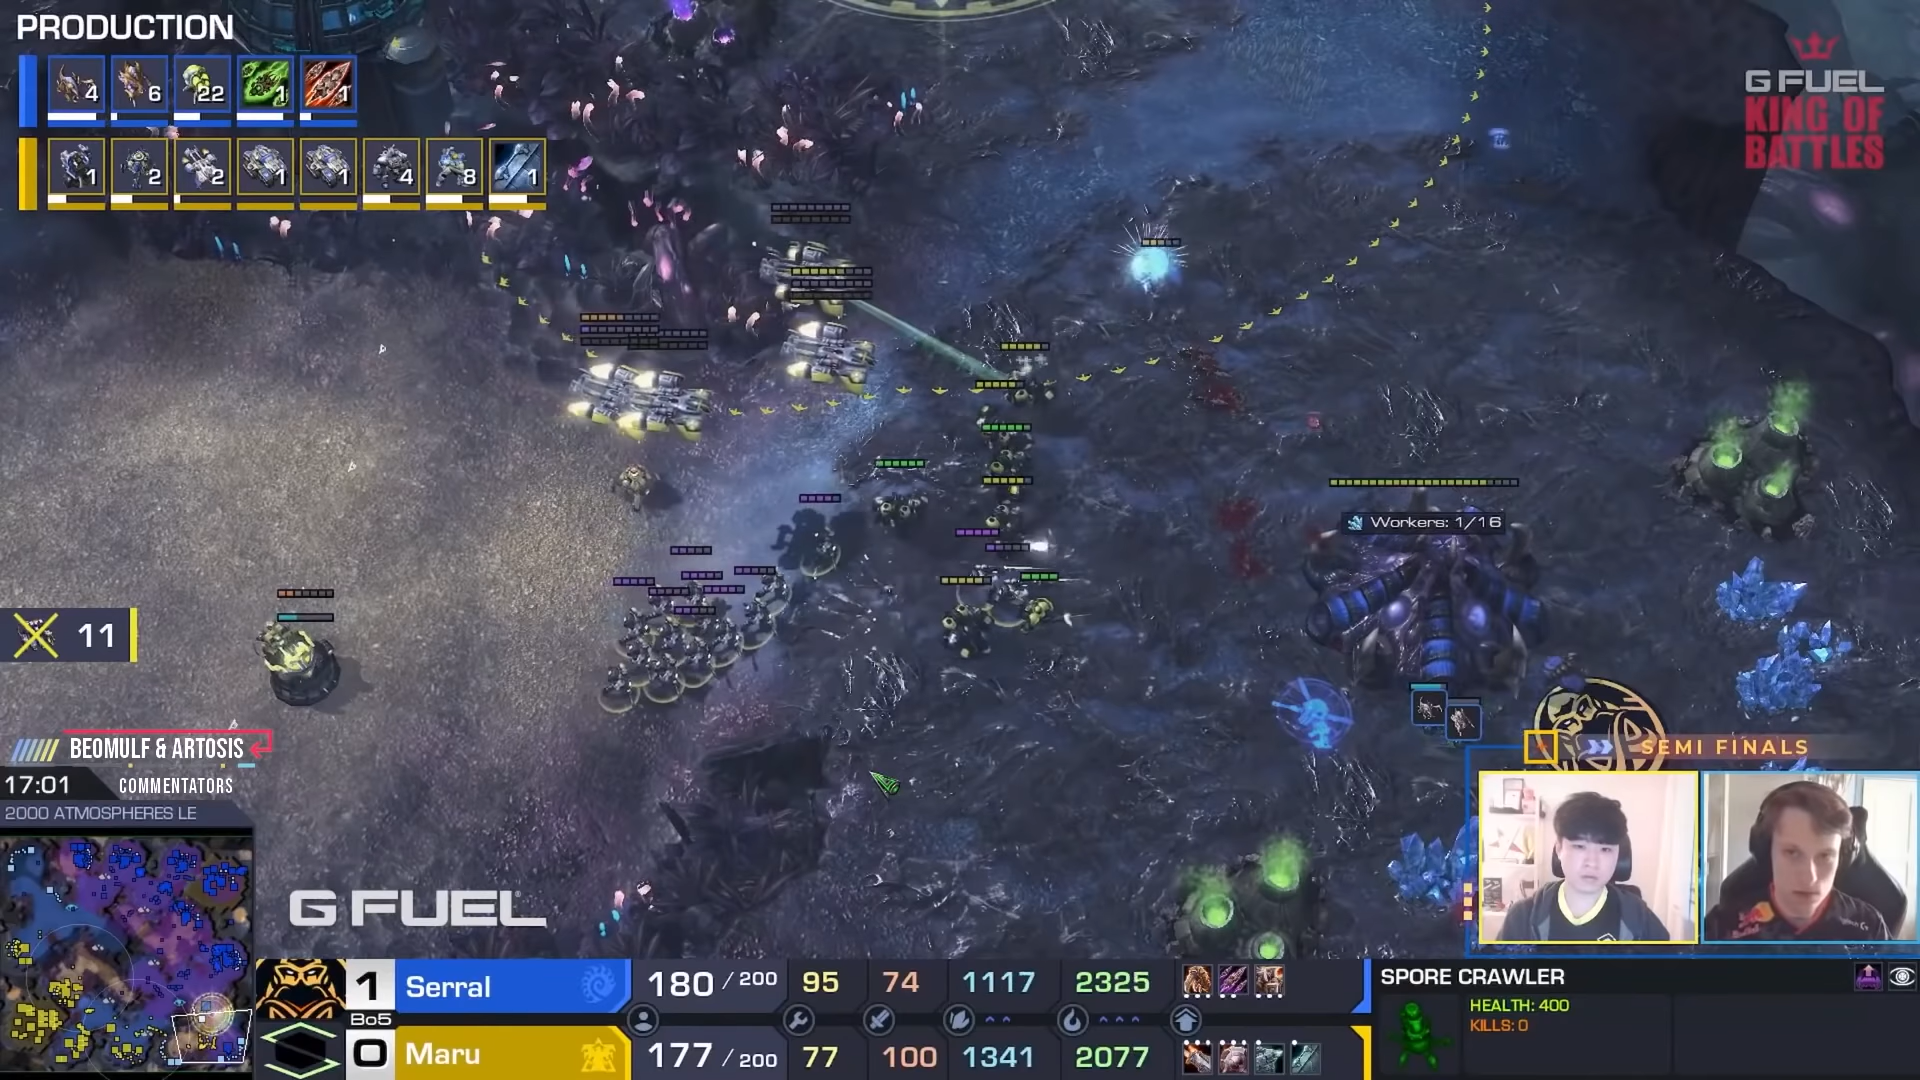 PRODUCTION
4 6 22 1 1
1 2 2 1 1 4 8 1
G FUEL
KING OF
BATTLES
Workers: 1/16
11
BEOMULF & ARTOSIS
COMMENTATORS
17:01
2000 ATMOSPHERES LE
SEMI FINALS
G FUEL
1 Serral 180 / 200 95 74 1117 2325
Bo5
0 Maru 177 / 200 77 100 1341 2077
SPORE CRAWLER
HEALTH: 400
KILLS: 0